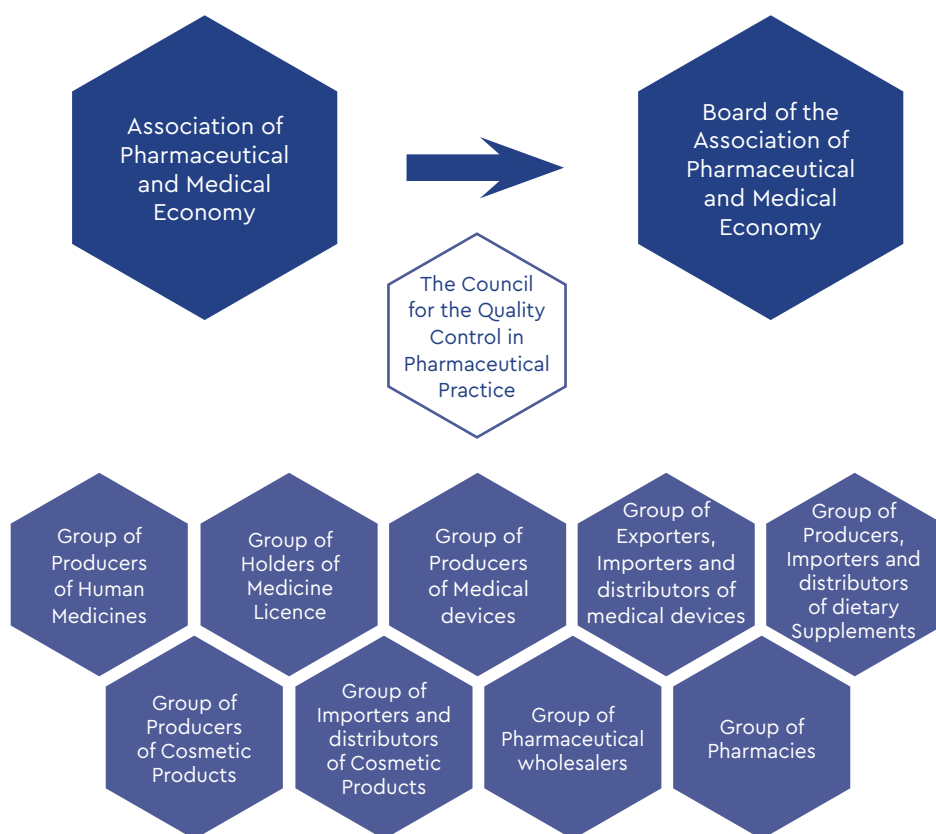 Association of
Pharmaceutical
and Medical
Economy
Board of the
Association of
Pharmaceutical
and Medical
Economy
The Council
for the Quality
Control in
Pharmaceutical
Practice
Group of
Producers
of Human
Medicines
Group of
Holders of
Medicine
Licence
Group of
Producers
of Medical
devices
Group of
Exporters,
Importers and
distributors of
medical devices
Group of
Producers,
Importers and
distributors
of dietary
Supplements
Group of
Producers
of Cosmetic
Products
Group of
Importers and
distributors
of Cosmetic
Products
Group of
Pharmaceutical
wholesalers
Group of
Pharmacies